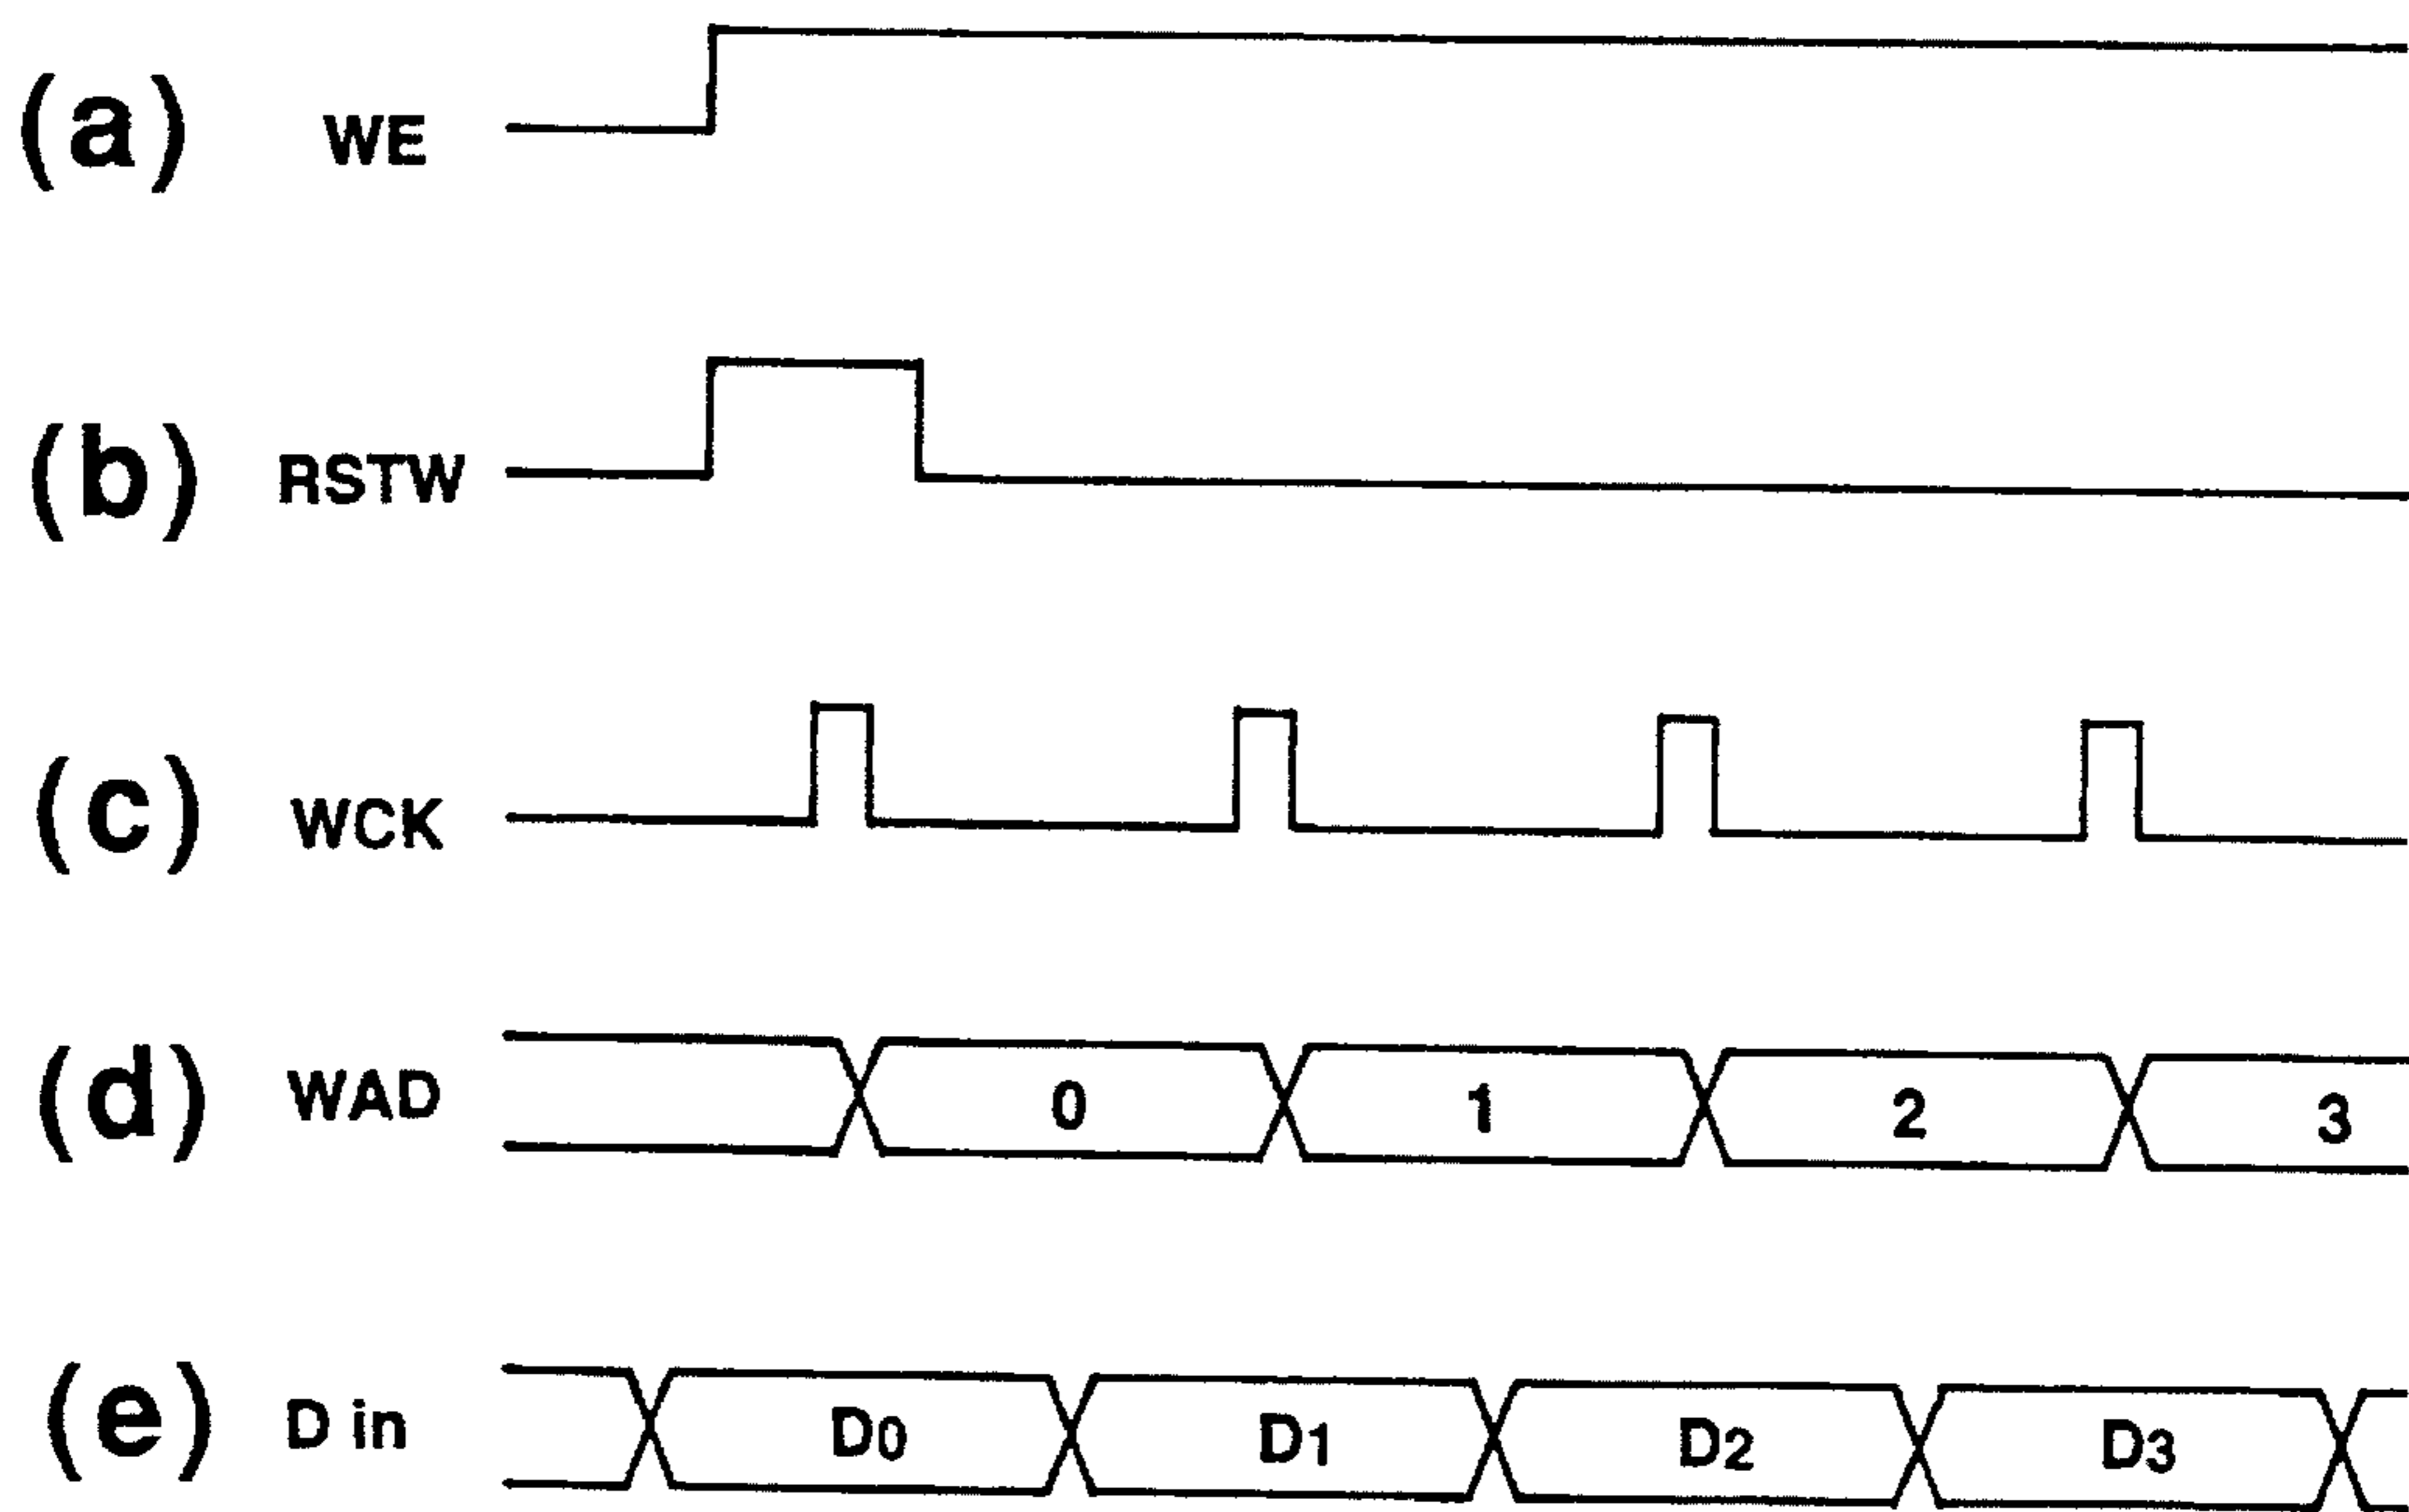 (a) WE
(b) RSTW
(c) WCK
(d) WAD 0 1 2 3
(e) D in D0 D1 D2 D3